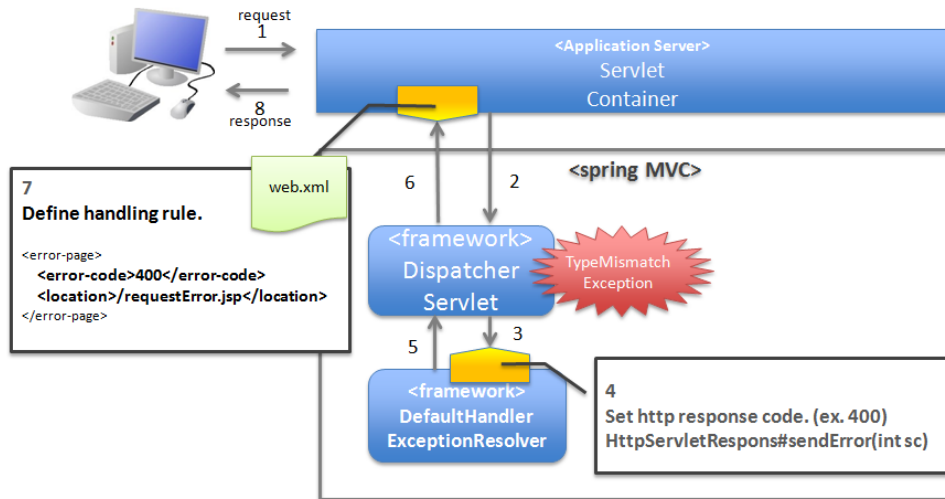 request
1
8
response
<Application Server>
Servlet
Container
7
Define handling rule.
<error-page>
<error-code>400</error-code>
<location>/requestError.jsp</location>
</error-page>
web.xml
6
2
<spring MVC>
<framework>
Dispatcher
Servlet
TypeMismatch
Exception
5
3
<framework>
DefaultHandler
ExceptionResolver
4
Set http response code. (ex. 400)
HttpServletRespons#sendError(int sc)